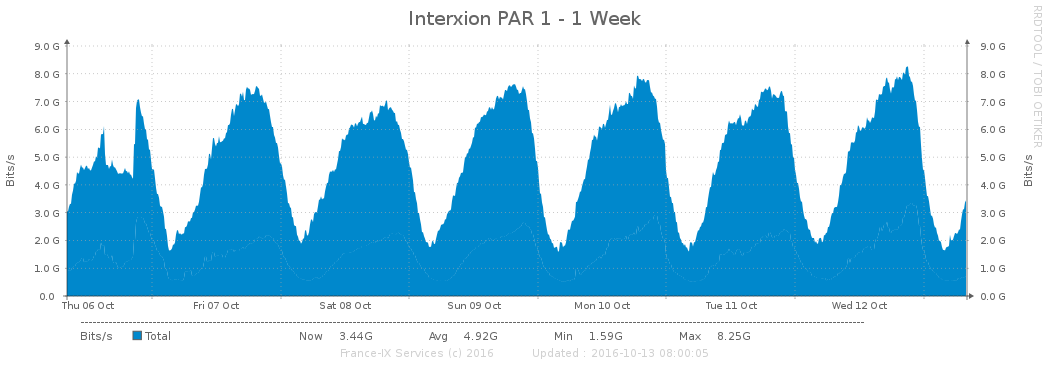 Interxion PAR 1 - 1 Week
RRDTOOL / TOBI OETIKER
9.0 G 9.0 G
8.0 G 8.0 G
7.0 G 7.0 G
6.0 G 6.0 G
5.0 G 5.0 G
4.0 G 4.0 G
3.0 G 3.0 G
2.0 G 2.0 G
1.0 G 1.0 G
0.0 0.0 G
Bits/s
Bits/s
Thu 06 Oct Fri 07 Oct Sat 08 Oct Sun 09 Oct Mon 10 Oct Tue 11 Oct Wed 12 Oct
Bits/s Total Now 3.44G Avg 4.92G Min 1.59G Max 8.25G
France-IX Services (c) 2016 Updated : 2016-10-13 08:00:05